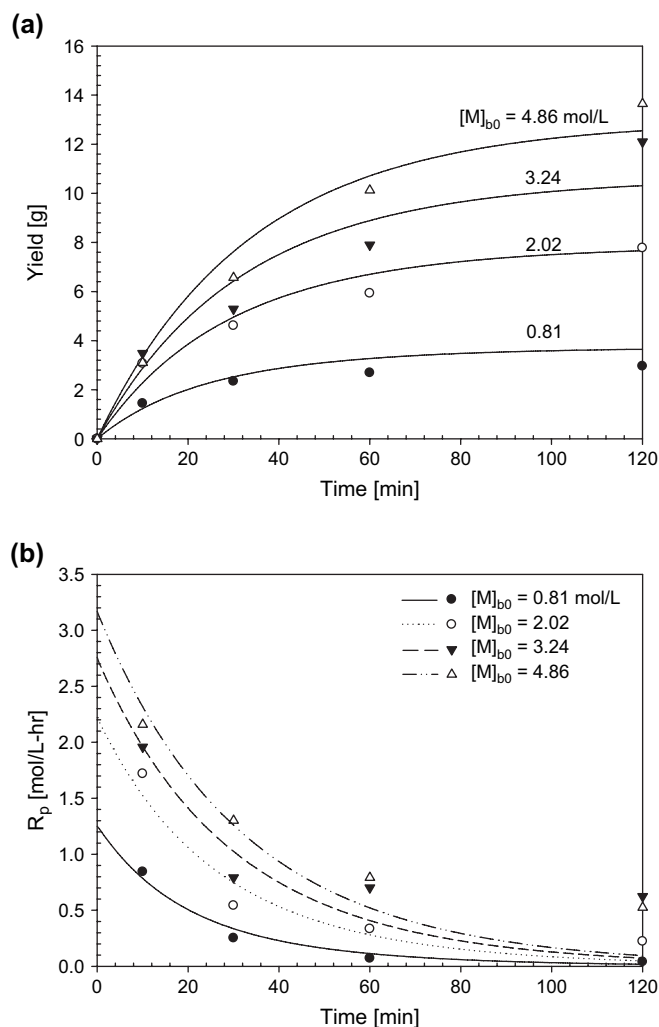 (a)
16
14
12
10
8
6
4
2
0
Yield [g]
[M]b0 = 4.86 mol/L
3.24
2.02
0.81
0 20 40 60 80 100 120
Time [min]
(b)
3.5
3.0
2.5
2.0
1.5
1.0
0.5
0.0
Rp [mol/L-hr]
[M]b0 = 0.81 mol/L
[M]b0 = 2.02
[M]b0 = 3.24
[M]b0 = 4.86
0 20 40 60 80 100 120
Time [min]